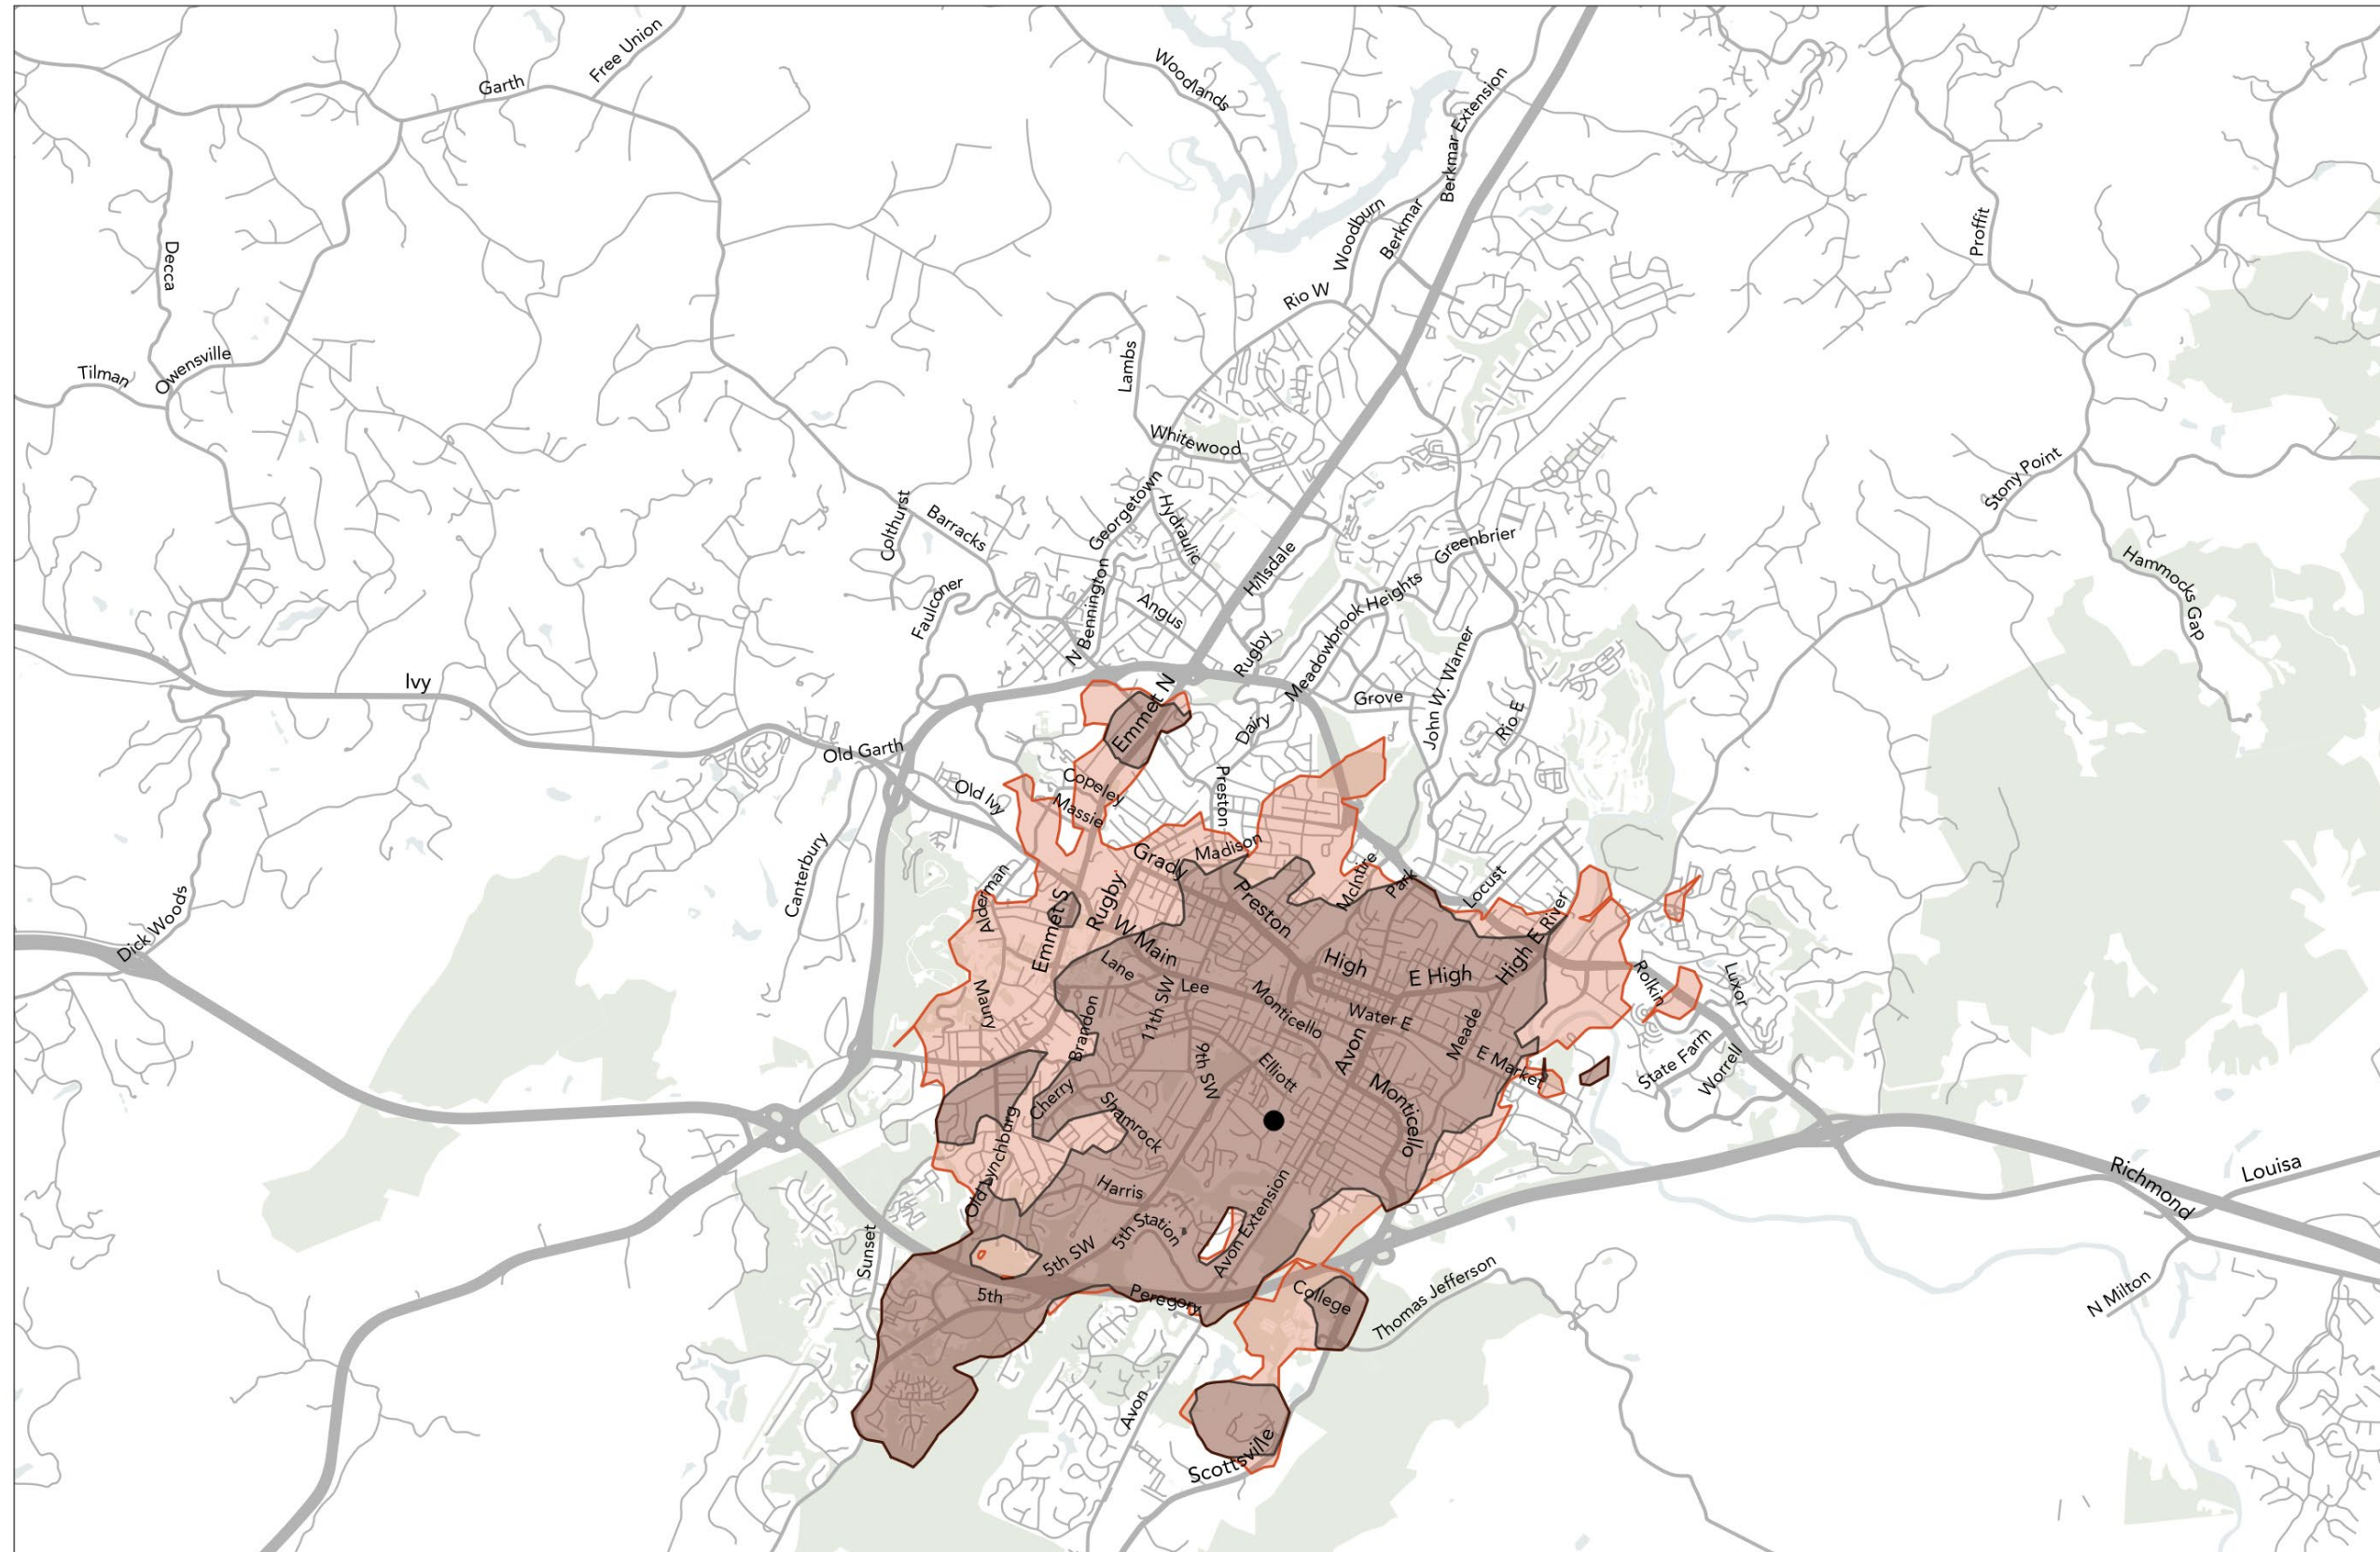 Free Union
Garth
Woodlands
Berkmar Extension
Woodburn
Berkmar
Proffit
Decca
Rio W
Lambs
Tilman
Owensville
Whitewood
Stony Point
Georgetown
Hydraulic
Colthurst
Barracks
Greenbrier
Hillsdale
Hammocks Gap
Faulconer
N Bennington
Angus
Meadowbrook Heights
Rugby
John W. Warner
Ivy
Emmet N
Grove
Rio E
Dairy
Old Garth
Copeley
Preston
Old Ivy
Massie
Canterbury
Madison
Grady
McIntire
Park
Locust
Alderman
Rugby
Preston
Dick Woods
Emmet S
W Main
High E River
Lane
High
E High
Rolkin
Luxor
Maury
Lee
Monticello
11th SW
Brandon
Water E
Meade
Avon
9th SW
Elliott
E Market
State Farm
Worrell
Cherry
Shamrock
Monticello
Old Lynchburg
Harris
Richmond
Louisa
5th Station
Avon Extension
Sunset
5th SW
5th
Peregory
College
Thomas Jefferson
N Milton
Avon
Scottsville